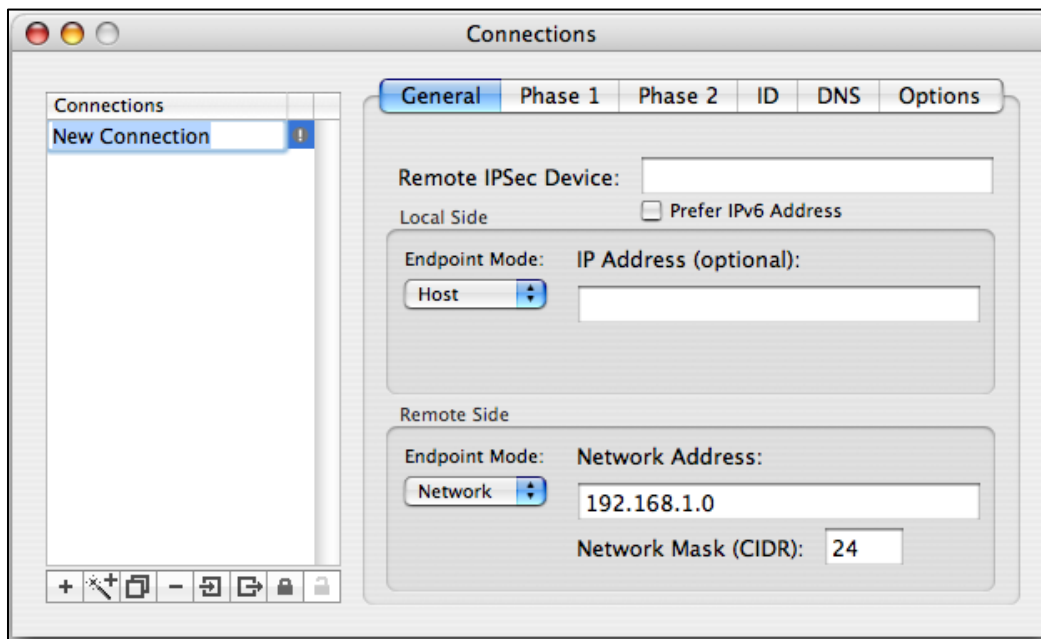 Connections
Connections
New Connection
General Phase 1 Phase 2 ID DNS Options
Remote IPSec Device:
Prefer IPv6 Address
Local Side
Endpoint Mode: IP Address (optional):
Host
Remote Side
Endpoint Mode: Network Address:
Network 192.168.1.0
Network Mask (CIDR): 24